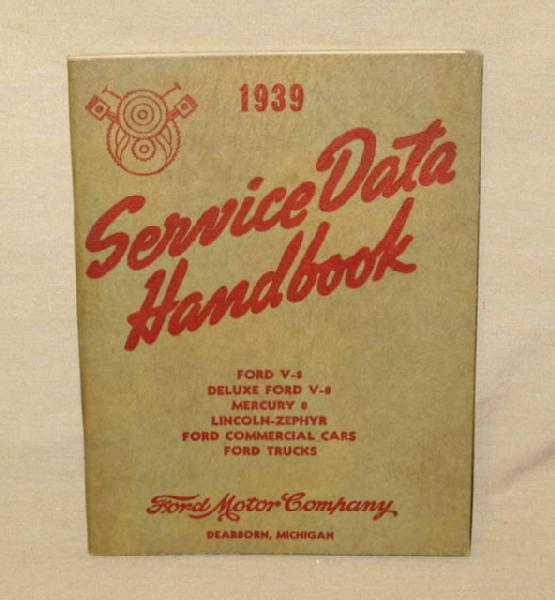 1939
Service Data
Handbook
FORD V-8
DELUXE FORD V-8
MERCURY 8
LINCOLN-ZEPHYR
FORD COMMERCIAL CARS
FORD TRUCKS
Ford Motor Company
DEARBORN, MICHIGAN